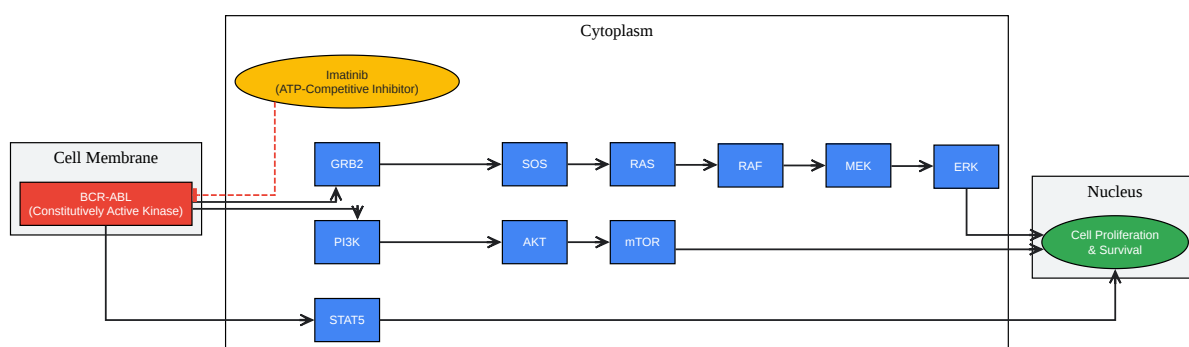 Cytoplasm
Imatinib
(ATP-Competitive Inhibitor)
Cell Membrane
BCR-ABL
(Constitutively Active Kinase)
GRB2
SOS
RAS
RAF
MEK
ERK
PI3K
AKT
mTOR
STAT5
Nucleus
Cell Proliferation
& Survival